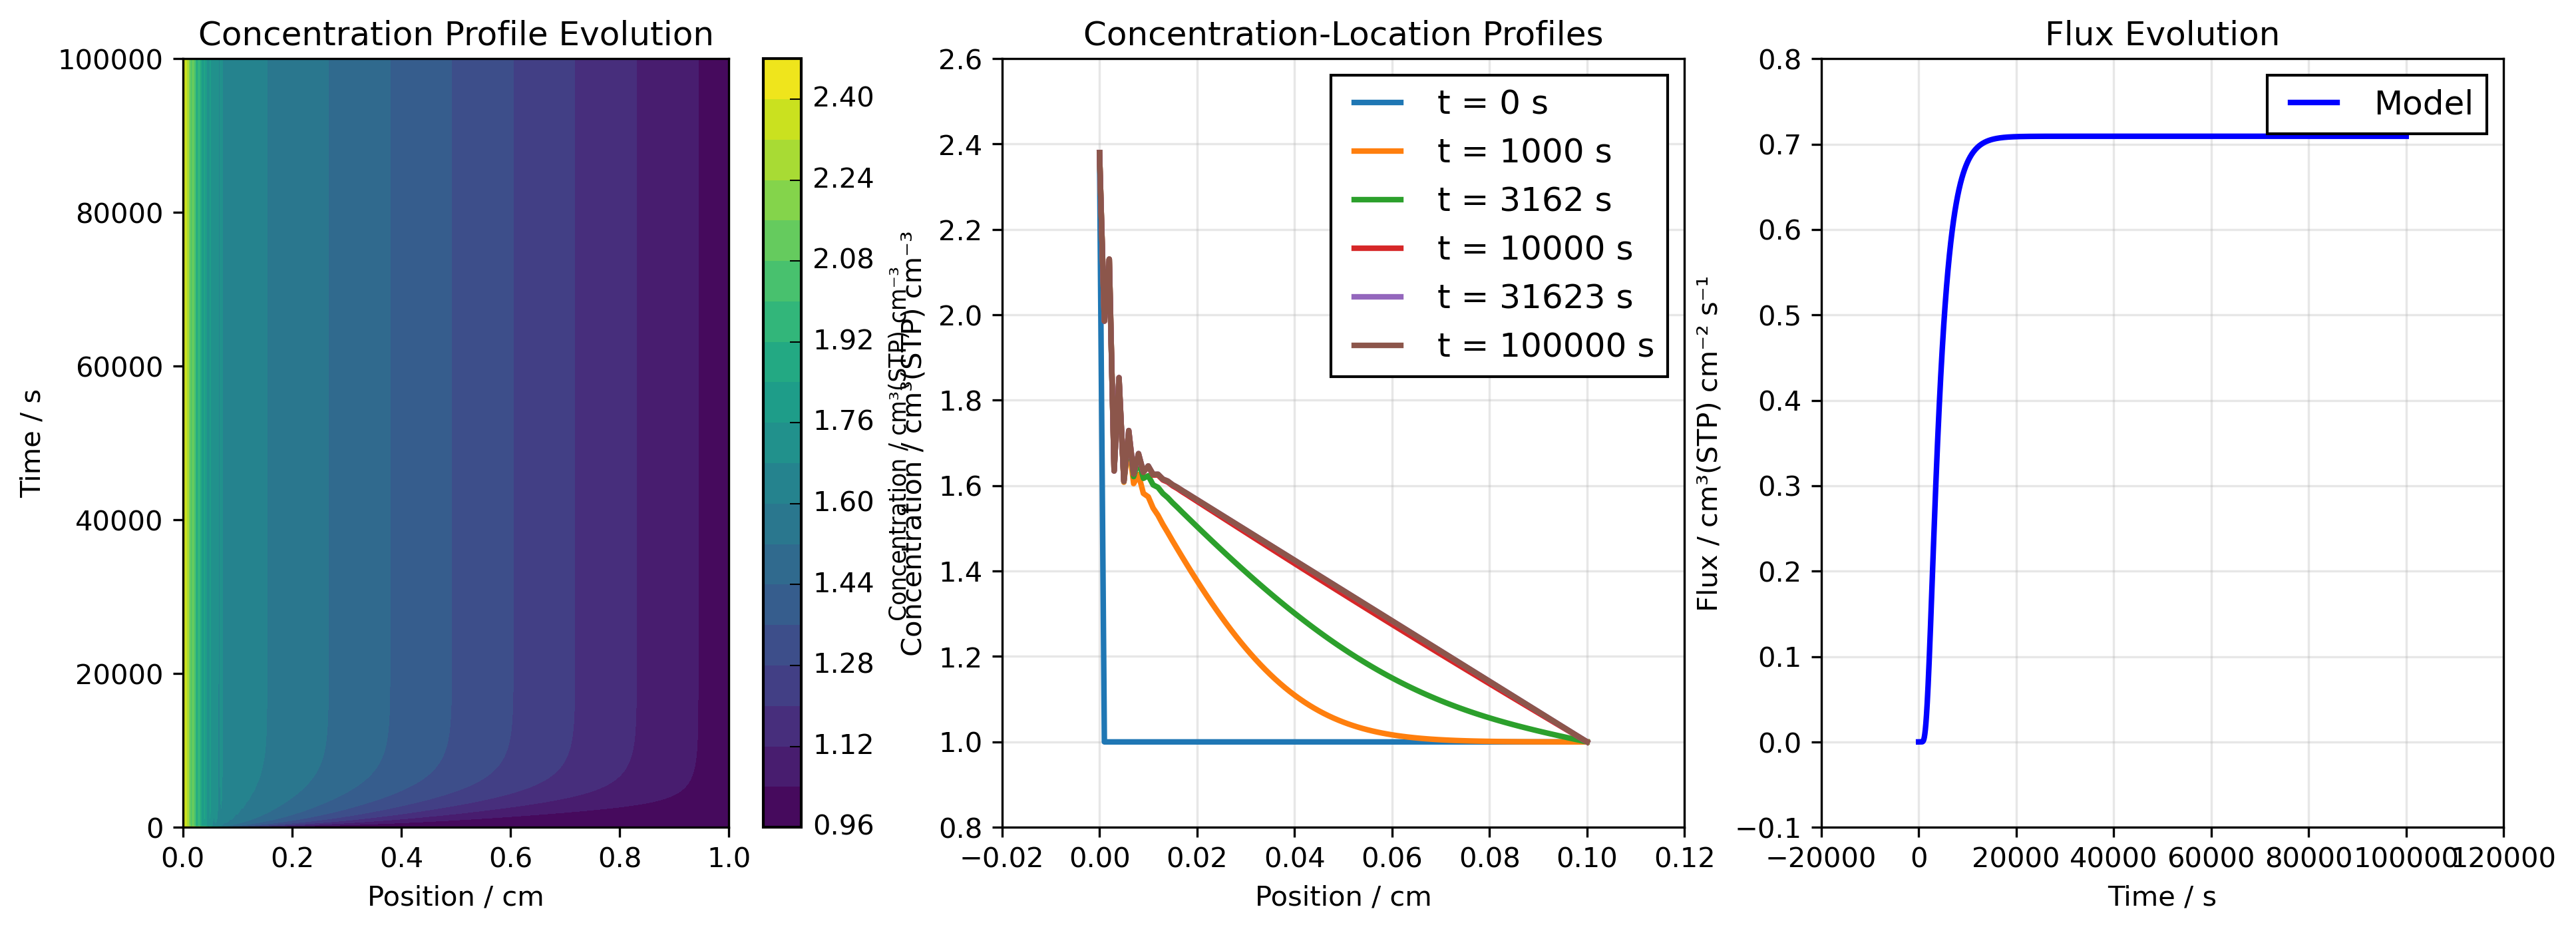 Concentration Profile Evolution
100000
80000
60000
40000
20000
0
Time / s
0.0 0.2 0.4 0.6 0.8 1.0
Position / cm
2.40
2.24
2.08
1.92
1.76
1.60
1.44
1.28
1.12
0.96
Concentration / cm³(STP) cm⁻³
Concentration-Location Profiles
Concentration / cm³(STP) cm⁻³
2.6
2.4
2.2
2.0
1.8
1.6
1.4
1.2
1.0
0.8
t = 0 s
t = 1000 s
t = 3162 s
t = 10000 s
t = 31623 s
t = 100000 s
−0.02 0.00 0.02 0.04 0.06 0.08 0.10 0.12
Position / cm
Flux Evolution
Flux / cm³(STP) cm⁻² s⁻¹
0.8
0.7
0.6
0.5
0.4
0.3
0.2
0.1
0.0
−0.1
Model
−20000 0 20000 40000 60000 80000 100000 120000
Time / s